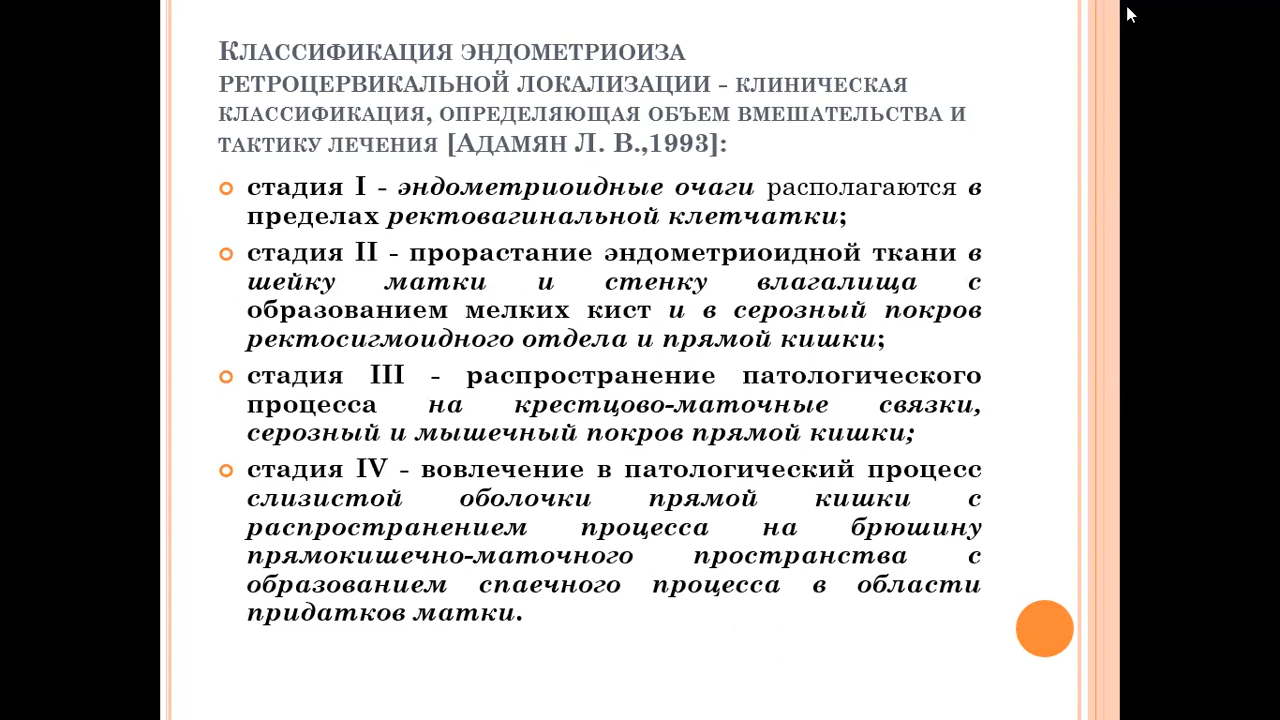 Классификация эндометриоиза
ретроцервикальной локализации - клиническая
классификация, определяющая объем вмешательства и
тактику лечения [Адамян Л. В.,1993]:
стадия I - эндометриоидные очаги располагаются в
пределах ректовагинальной клетчатки;
стадия II - прорастание эндометриоидной ткани в
шейку матки и стенку влагалища с
образованием мелких кист и в серозный покров
ректосигмоидного отдела и прямой кишки;
стадия III - распространение патологического
процесса на крестцово-маточные связки,
серозный и мышечный покров прямой кишки;
стадия IV - вовлечение в патологический процесс
слизистой оболочки прямой кишки с
распространением процесса на брюшину
прямокишечно-маточного пространства с
образованием спаечного процесса в области
придатков матки.